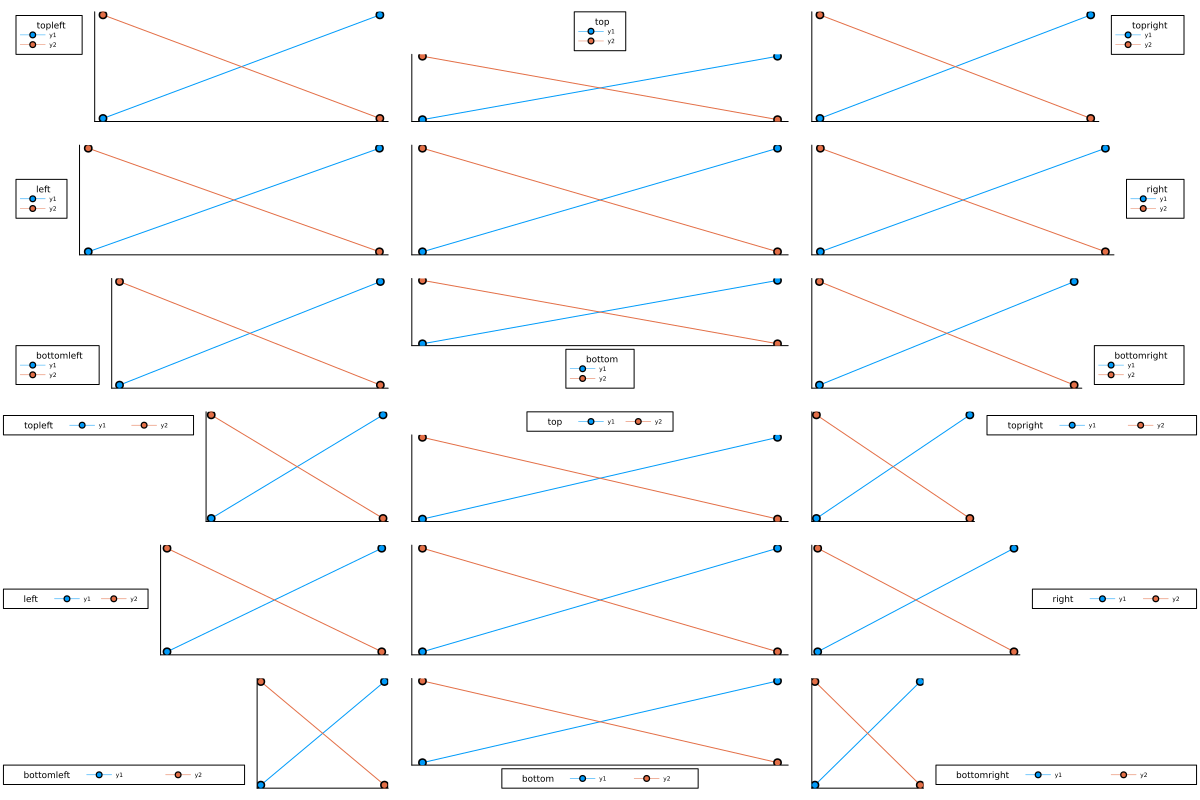 topleft
y1
y2
top
y1
y2
topright
y1
y2
left
y1
y2
right
y1
y2
bottomleft
y1
y2
bottom
y1
y2
bottomright
y1
y2
topleft y1 y2
top y1 y2
topright y1 y2
left y1 y2
right y1 y2
bottomleft y1 y2
bottom y1 y2
bottomright y1 y2